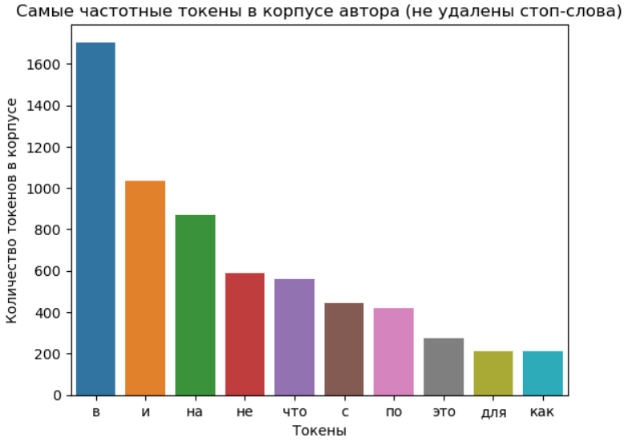 Самые частотные токены в корпусе автора (не удалены стоп-слова)
Количество токенов в корпусе
1600
1400
1200
1000
800
600
400
200
0
в и на не что с по это для как
Токены